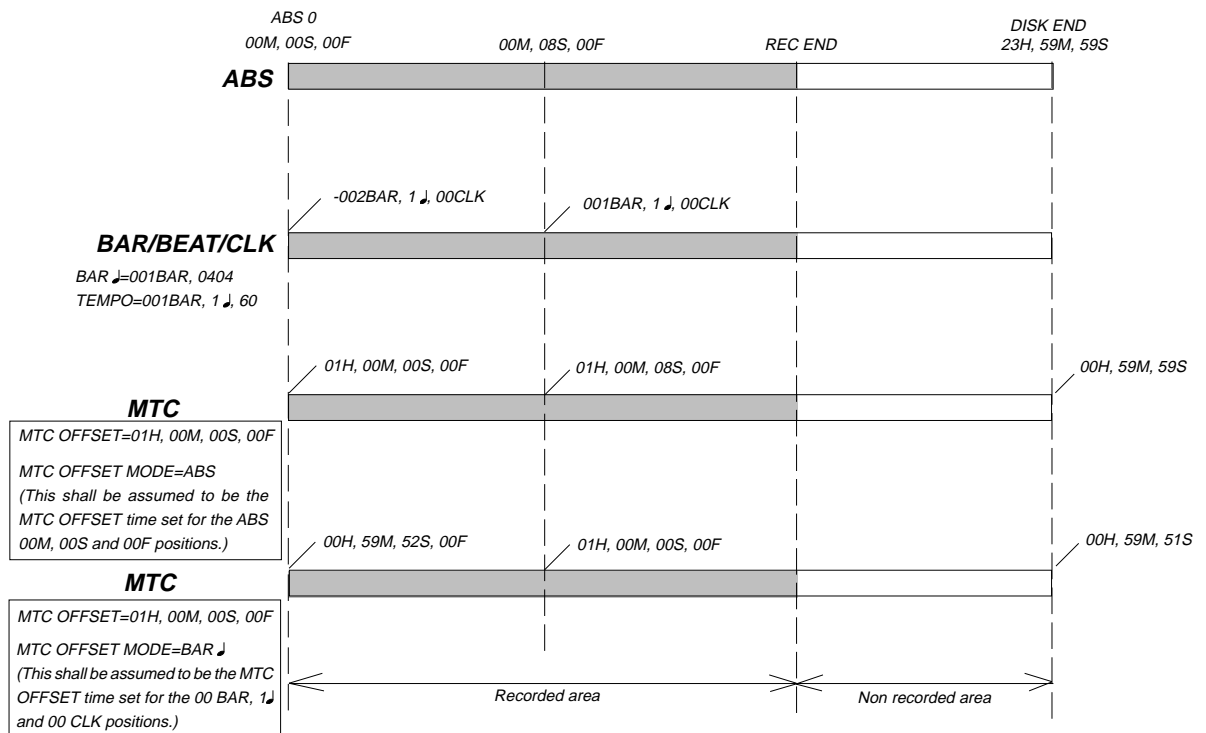 ABS 0
00M, 00S, 00F
00M, 08S, 00F
REC END
DISK END
23H, 59M, 59S
ABS
-002BAR, 1♩, 00CLK
001BAR, 1♩, 00CLK
BAR/BEAT/CLK
BAR♩=001BAR, 0404
TEMPO=001BAR, 1♩, 60
01H, 00M, 00S, 00F
01H, 00M, 08S, 00F
00H, 59M, 59S
MTC
MTC OFFSET=01H, 00M, 00S, 00F
MTC OFFSET MODE=ABS
(This shall be assumed to be the
MTC OFFSET time set for the ABS
00M, 00S and 00F positions.)
00H, 59M, 52S, 00F
01H, 00M, 00S, 00F
00H, 59M, 51S
MTC
MTC OFFSET=01H, 00M, 00S, 00F
MTC OFFSET MODE=BAR♩
(This shall be assumed to be the MTC
OFFSET time set for the 00 BAR, 1♩
and 00 CLK positions.)
Recorded area
Non recorded area